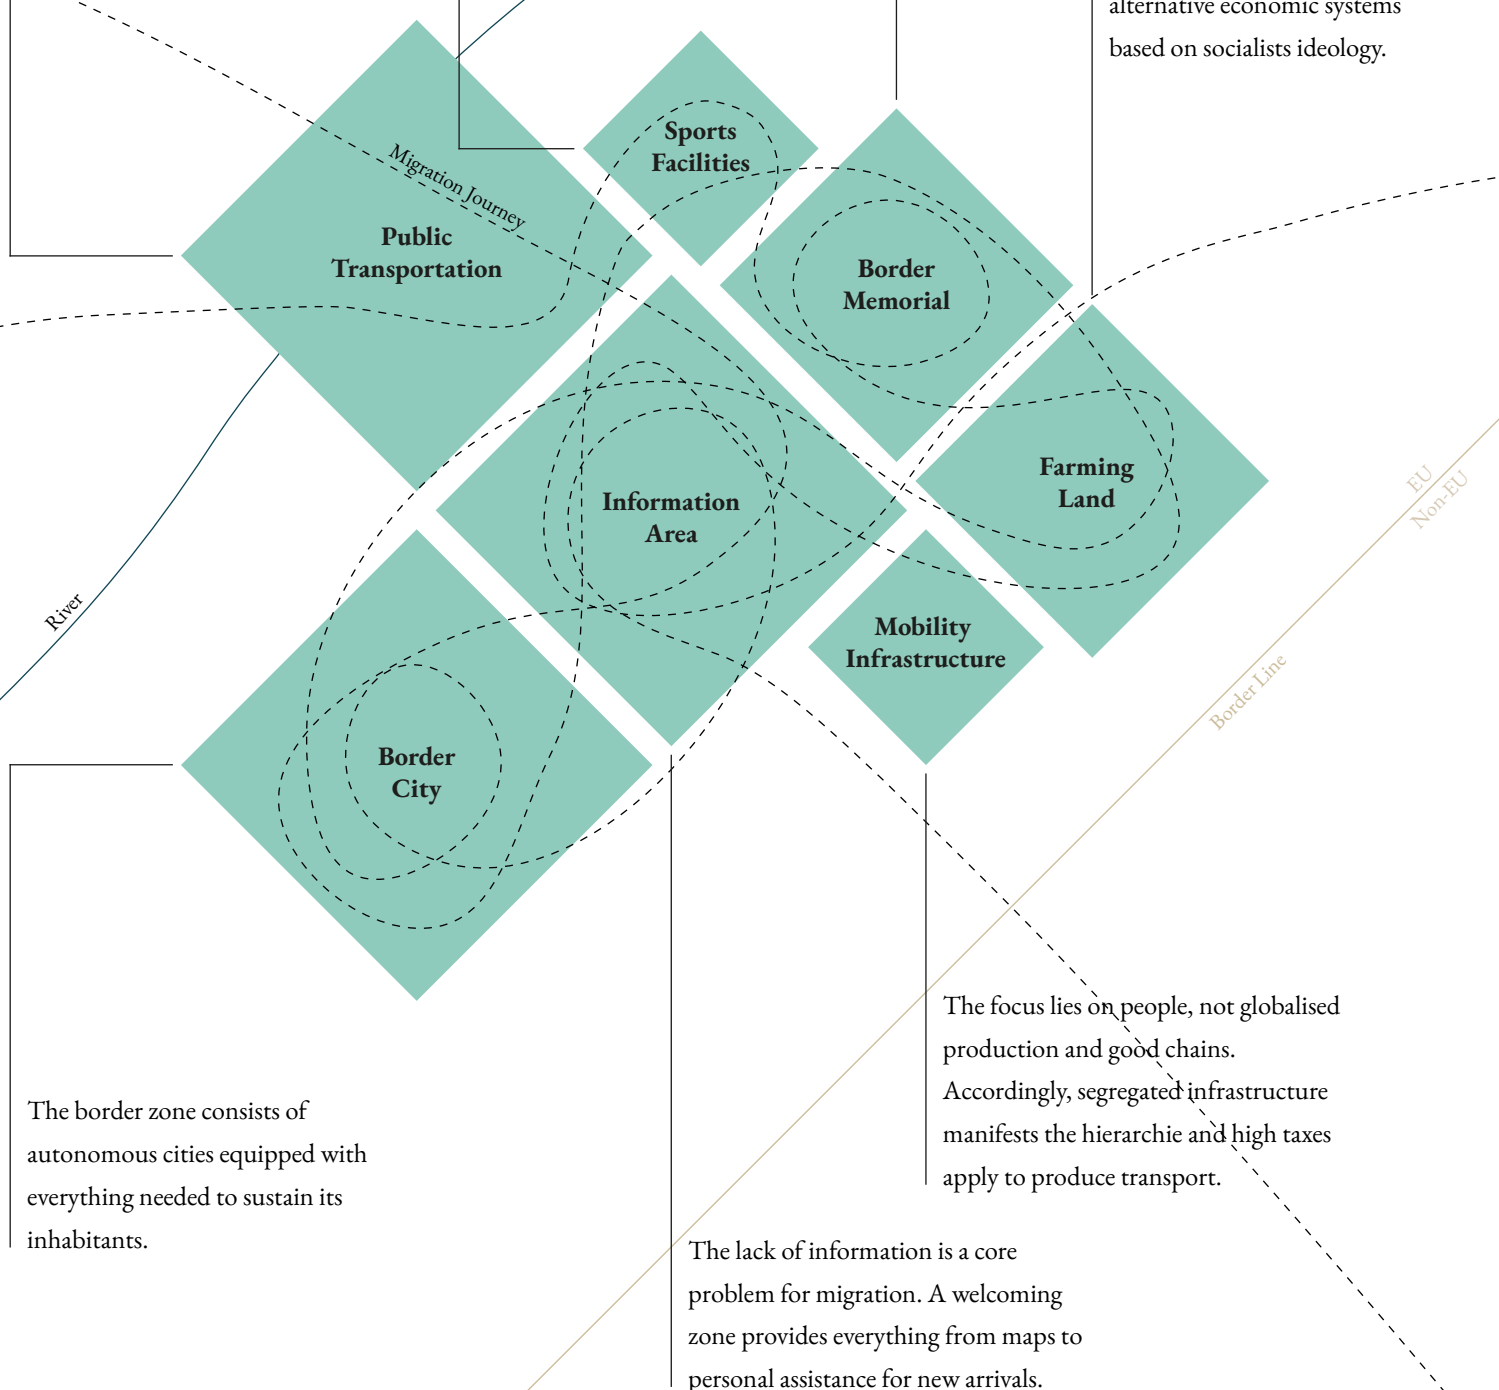 alternative economic systems
based on socialists ideology.
Sports
Facilities
Migration Journey
Public
Transportation
Border
Memorial
Farming
Land
EU
Non-EU
Information
Area
River
Mobility
Infrastructure
Border Line
Border
City
The focus lies on people, not globalised
production and good chains.
Accordingly, segregated infrastructure
manifests the hierarchie and high taxes
apply to produce transport.
The border zone consists of
autonomous cities equipped with
everything needed to sustain its
inhabitants.
The lack of information is a core
problem for migration. A welcoming
zone provides everything from maps to
personal assistance for new arrivals.